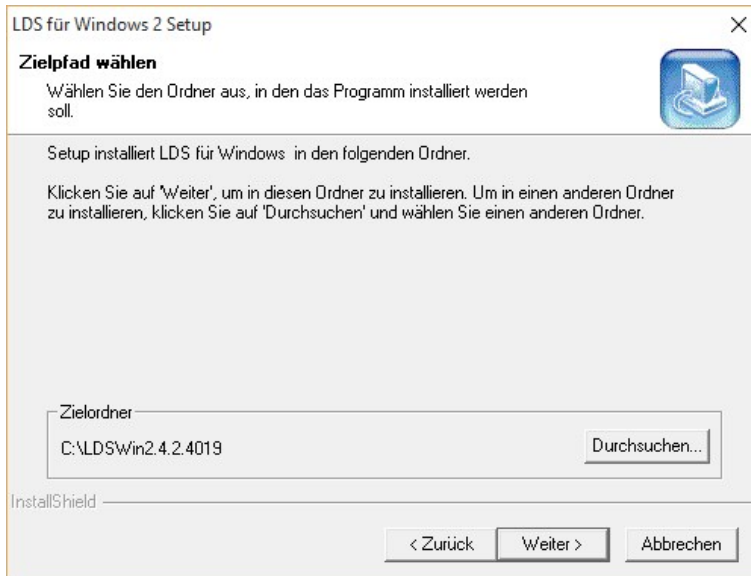 LDS für Windows 2 Setup
Zielpfad wählen
Wählen Sie den Ordner aus, in den das Programm installiert werden
soll.
Setup installiert LDS für Windows  in den folgenden Ordner.
Klicken Sie auf 'Weiter', um in diesen Ordner zu installieren. Um in einen anderen Ordner
zu installieren, klicken Sie auf 'Durchsuchen' und wählen Sie einen anderen Ordner.
Zielordner
C:\LDSWin2.4.2.4019
Durchsuchen...
InstallShield
< Zurück
Weiter >
Abbrechen